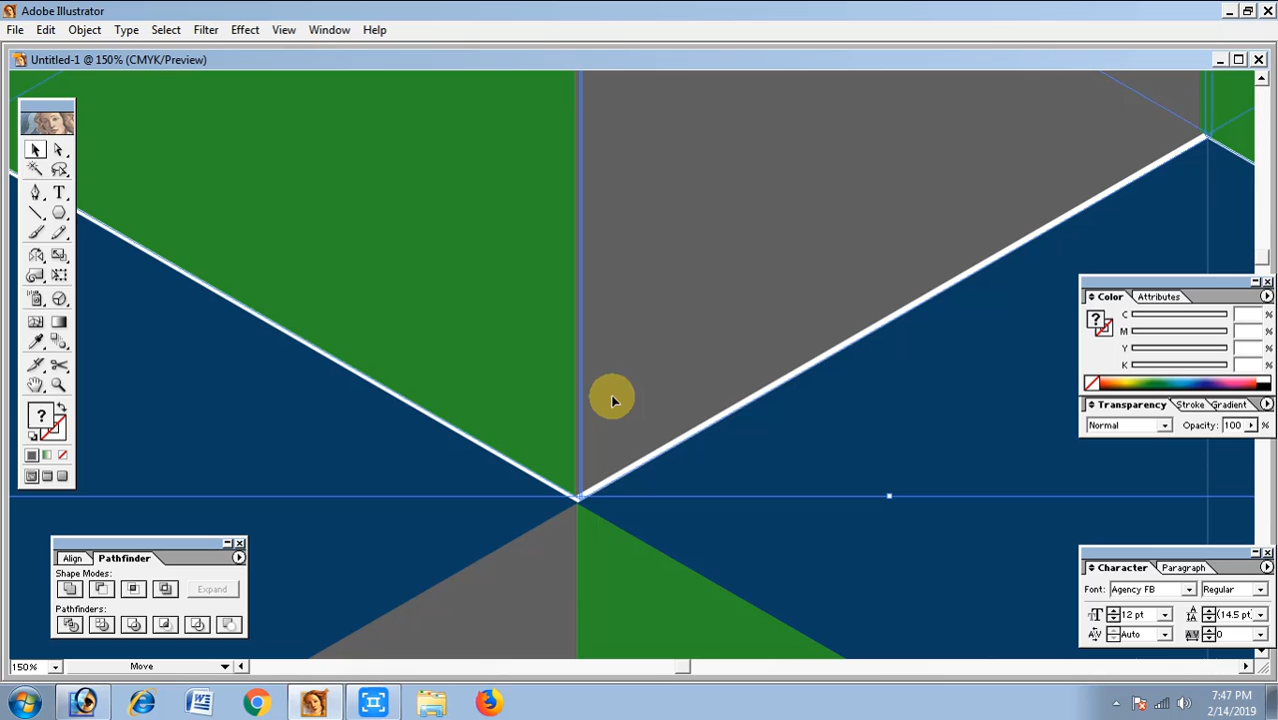 Adobe Illustrator
File Edit Object Type Select Filter Effect View Window Help
Untitled-1 @ 150% (CMYK/Preview)
Color Attributes
C %
M %
Y %
K %
Transparency Stroke Gradient
Normal Opacity: 100 %
Align Pathfinder
Shape Modes:
Expand
Pathfinders:
Character Paragraph
Font: Agency FB Regular
12 pt (14.5 pt)
Auto 0
150% Move
7:47 PM
2/14/2019